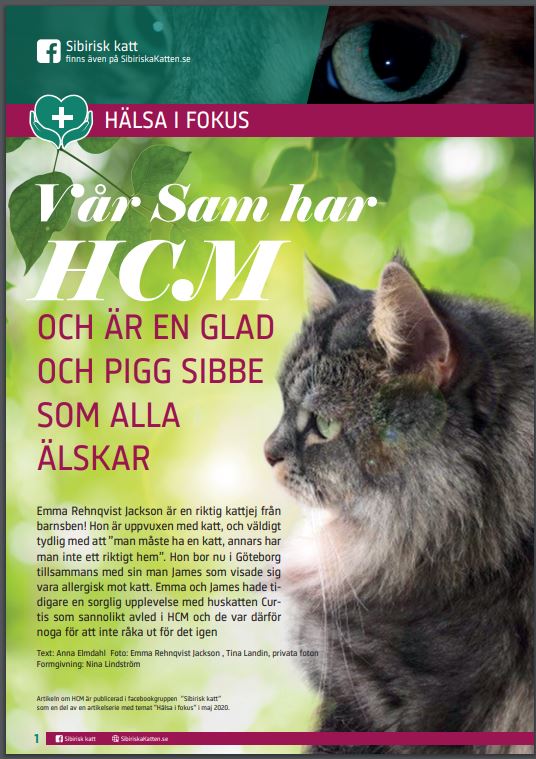 Sibirisk katt
finns även på SibiriskaKatten.se
HÄLSA I FOKUS
Vår Sam har
HCM
OCH ÄR EN GLAD
OCH PIGG SIBBE
SOM ALLA
ÄLSKAR
Emma Rehnqvist Jackson är en riktig kattjej från
barnsben! Hon är uppvuxen med katt, och väldigt
tydlig med att ”man måste ha en katt, annars har
man inte ett riktigt hem”. Hon bor nu i Göteborg
tillsammans med sin man James som visade sig
vara allergisk mot katt. Emma och James hade ti-
digare en sorglig upplevelse med huskatten Cur-
tis som sannolikt avled i HCM och de var därför
noga för att inte råka ut för det igen
Text: Anna Elmdahl Foto: Emma Rehnqvist Jackson , Tina Landin, privata foton
Formgivning: Nina Lindström
Artikeln om HCM är publicerad i facebookgruppen ”Sibirisk katt”
som en del av en artikelserie med temat ”Hälsa i fokus” i maj 2020.
1 Sibirisk katt SibiriskaKatten.se